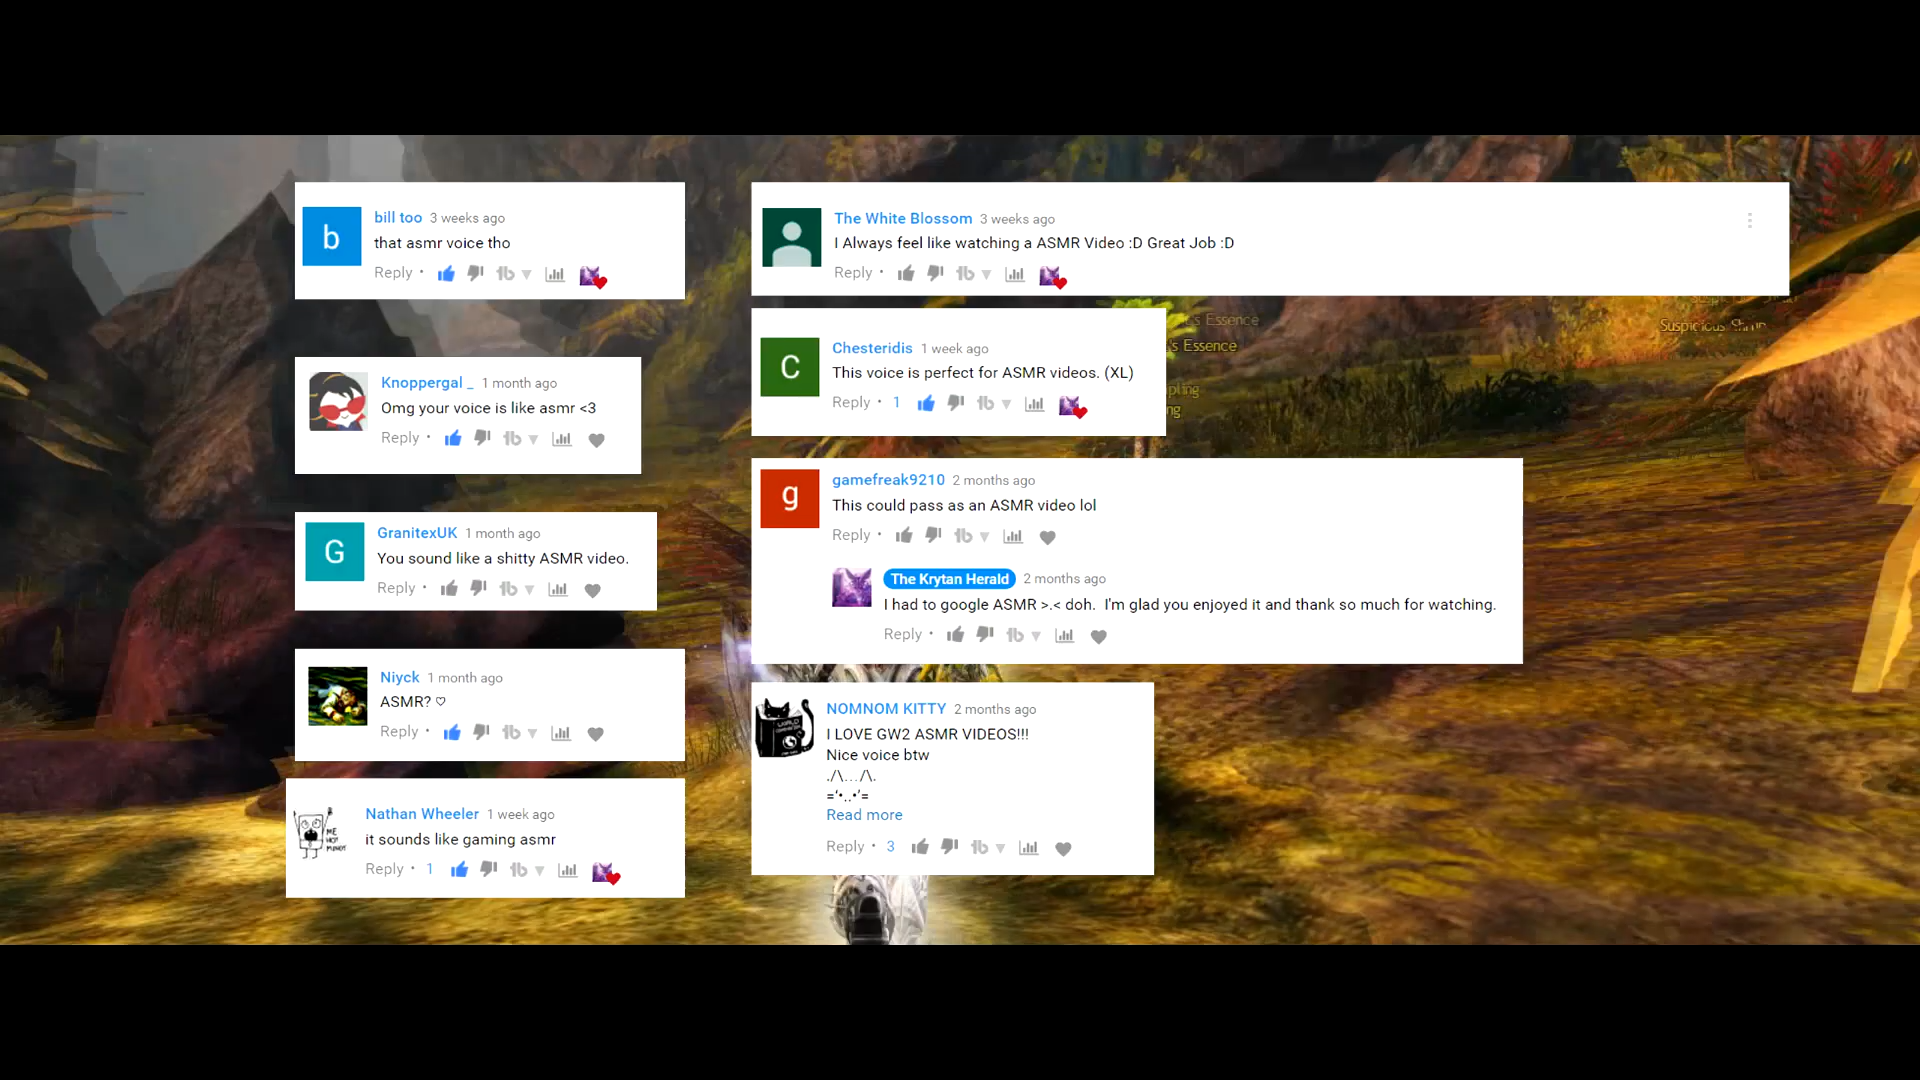 b
bill too 3 weeks ago
that asmr voice tho
Reply •
Knoppergal _ 1 month ago
Omg your voice is like asmr <3
Reply •
G
GranitexUK 1 month ago
You sound like a shitty ASMR video.
Reply •
Niyck 1 month ago
ASMR? ♡
Reply •
ME
HOY
MINOY
Nathan Wheeler 1 week ago
it sounds like gaming asmr
Reply • 1
The White Blossom 3 weeks ago
I Always feel like watching a ASMR Video :D Great Job :D
Reply •
's Essence
's Essence
Suspicious
C
Chesteridis 1 week ago
This voice is perfect for ASMR videos. (XL)
Reply • 1
g
gamefreak9210 2 months ago
This could pass as an ASMR video lol
Reply •
The Krytan Herald 2 months ago
I had to google ASMR >.< doh. I'm glad you enjoyed it and thank so much for watching.
Reply •
NOMNOM KITTY 2 months ago
I LOVE GW2 ASMR VIDEOS!!!
Nice voice btw
./\…/\.
='•..•'=
Read more
Reply • 3